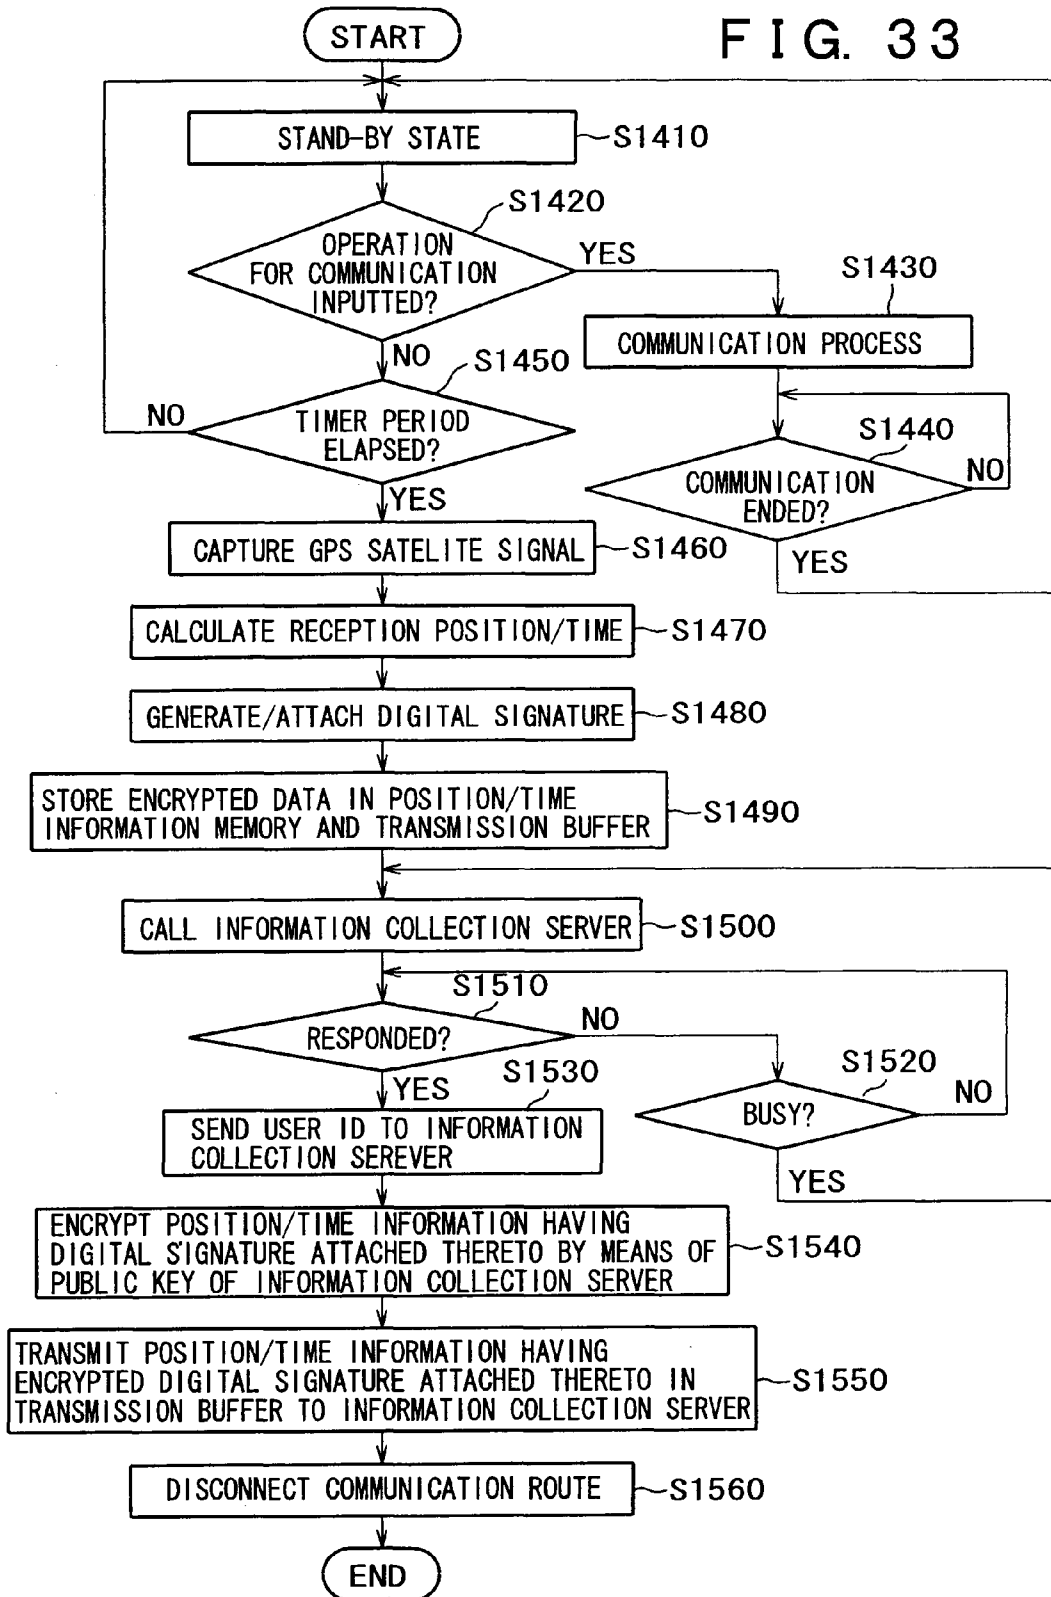 FIG. 33
START
STAND-BY STATE
S1410
S1420
OPERATION
FOR COMMUNICATION
INPUTTED?
YES
S1430
COMMUNICATION PROCESS
NO
S1450
TIMER PERIOD
ELAPSED?
NO
S1440
COMMUNICATION
ENDED?
NO
YES
YES
CAPTURE GPS SATELITE SIGNAL
S1460
CALCULATE RECEPTION POSITION/TIME
S1470
GENERATE/ATTACH DIGITAL SIGNATURE
S1480
STORE ENCRYPTED DATA IN POSITION/TIME
INFORMATION MEMORY AND TRANSMISSION BUFFER
S1490
CALL INFORMATION COLLECTION SERVER
S1500
S1510
RESPONDED?
NO
S1520
BUSY?
NO
YES
YES
S1530
SEND USER ID TO INFORMATION
COLLECTION SEREVER
ENCRYPT POSITION/TIME INFORMATION HAVING
DIGITAL SIGNATURE ATTACHED THERETO BY MEANS OF
PUBLIC KEY OF INFORMATION COLLECTION SERVER
S1540
TRANSMIT POSITION/TIME INFORMATION HAVING
ENCRYPTED DIGITAL SIGNATURE ATTACHED THERETO IN
TRANSMISSION BUFFER TO INFORMATION COLLECTION SERVER
S1550
DISCONNECT COMMUNICATION ROUTE
S1560
END